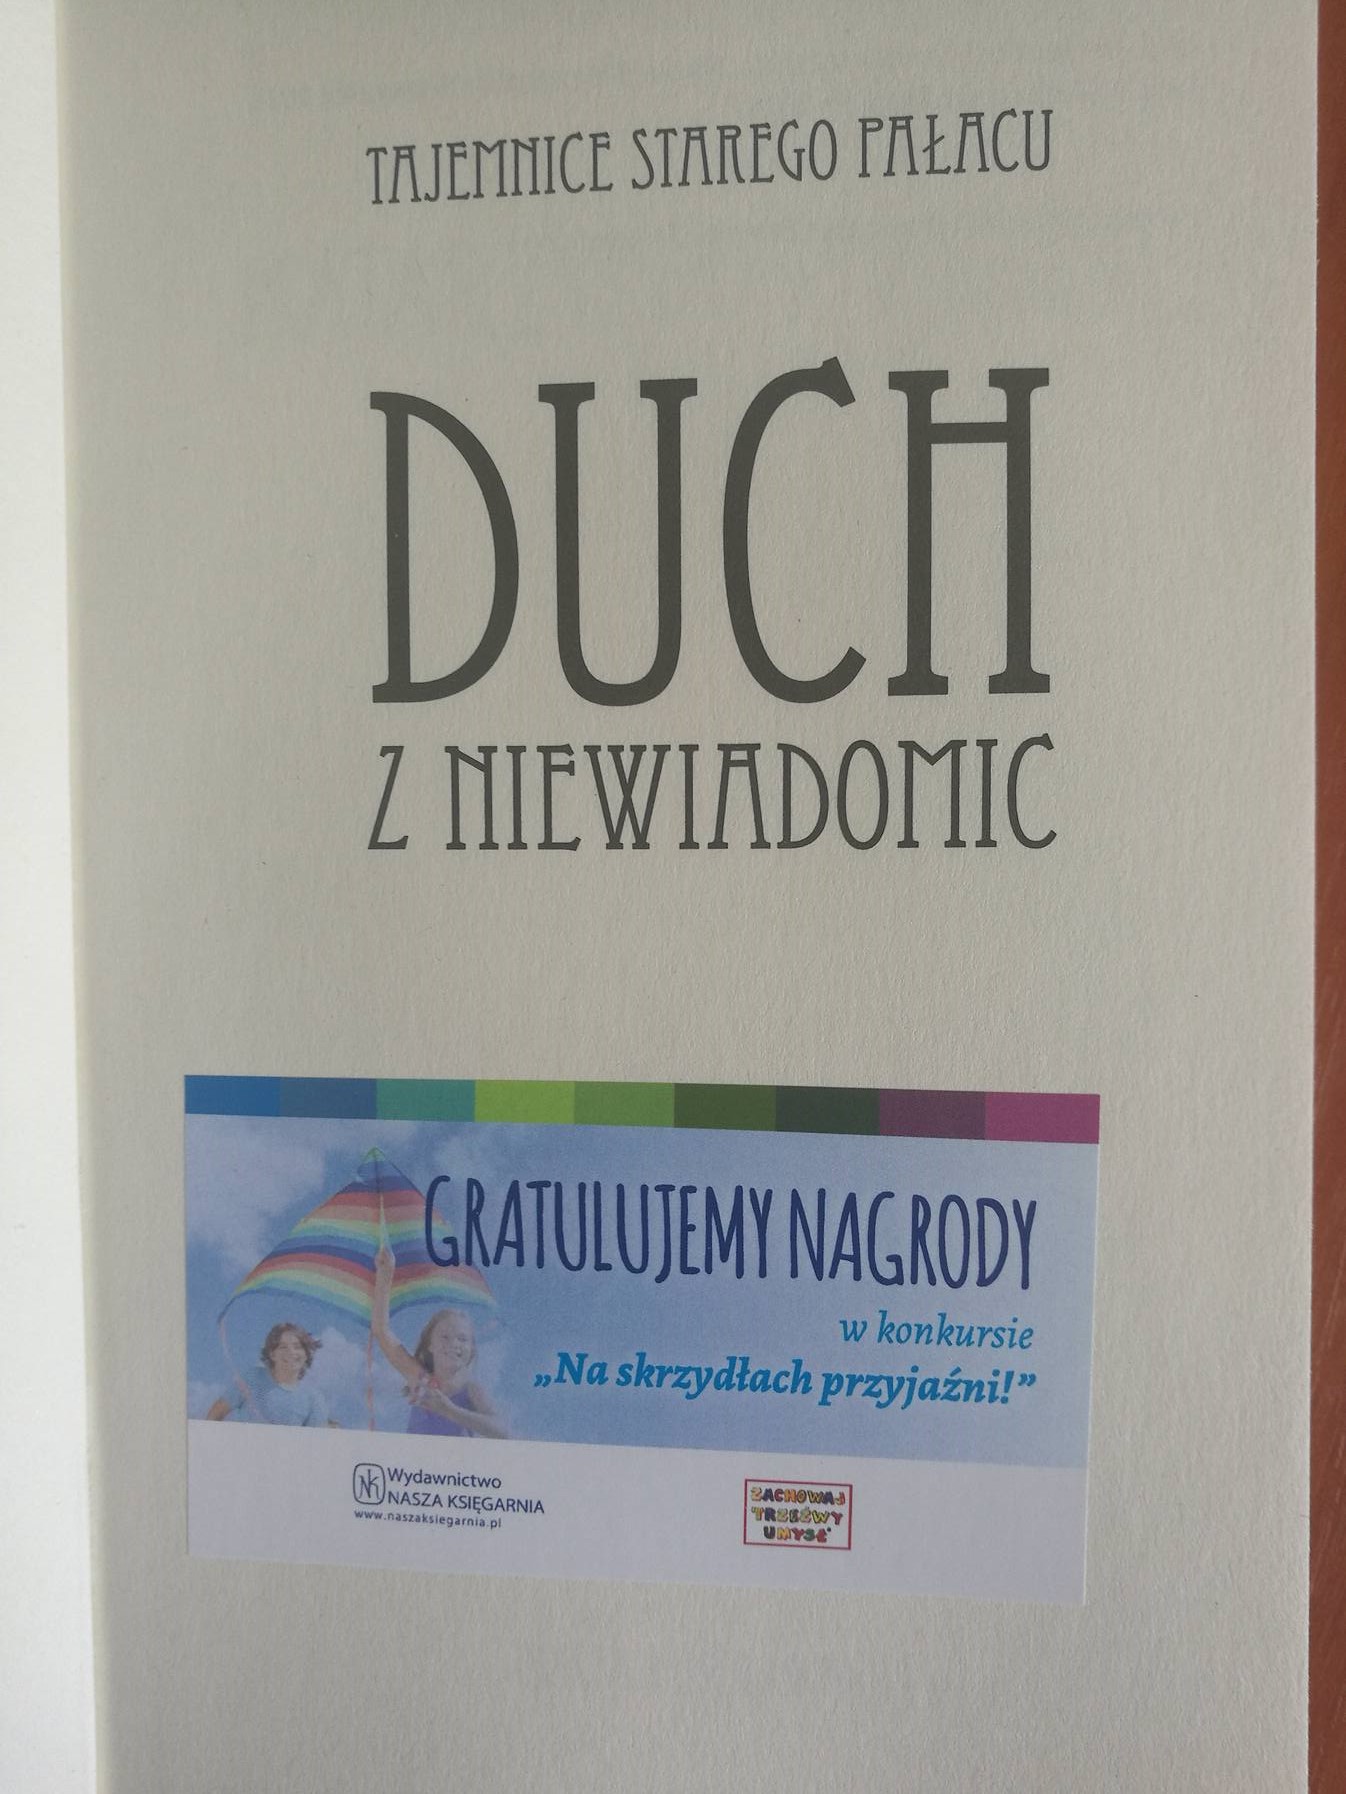 TAJEMNICE STAREGO PAŁACU
DUCH
Z NIEWIADOMIC
GRATULUJEMY NAGRODY
w konkursie
„Na skrzydłach przyjaźni!”
Wydawnictwo
NASZA KSIĘGARNIA
www.naszaksiegarnia.pl
ZACHOWAJ
TRZEŹWY
UMYSŁ